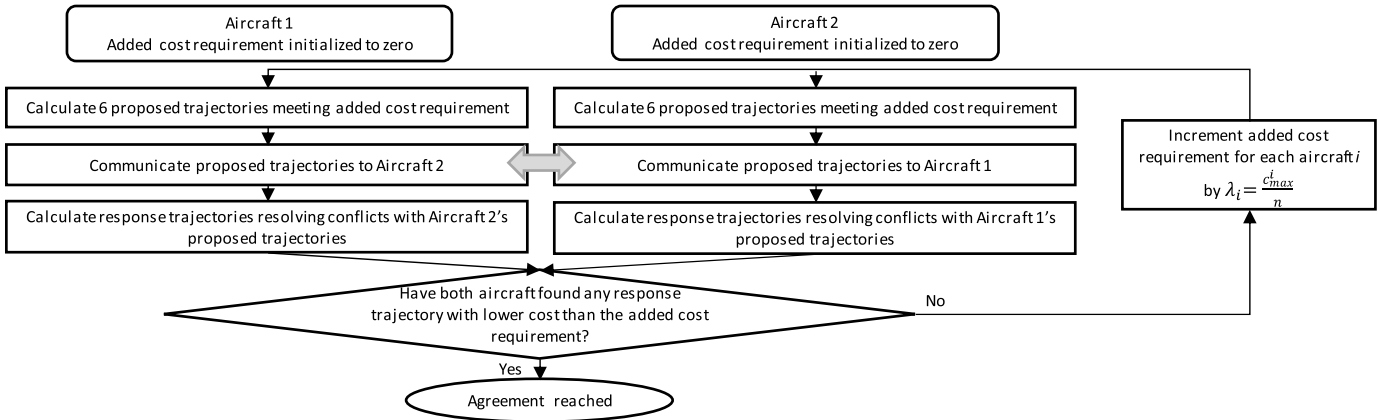 Aircraft 1
Added cost requirement initialized to zero
Aircraft 2
Added cost requirement initialized to zero
Calculate 6 proposed trajectories meeting added cost requirement
Calculate 6 proposed trajectories meeting added cost requirement
Communicate proposed trajectories to Aircraft 2
Communicate proposed trajectories to Aircraft 1
Increment added cost
requirement for each aircraft i
by λ_i = c^i_max / n
Calculate response trajectories resolving conflicts with Aircraft 2’s
proposed trajectories
Calculate response trajectories resolving conflicts with Aircraft 1’s
proposed trajectories
Have both aircraft found any response
trajectory with lower cost than the added cost
requirement?
No
Yes
Agreement reached